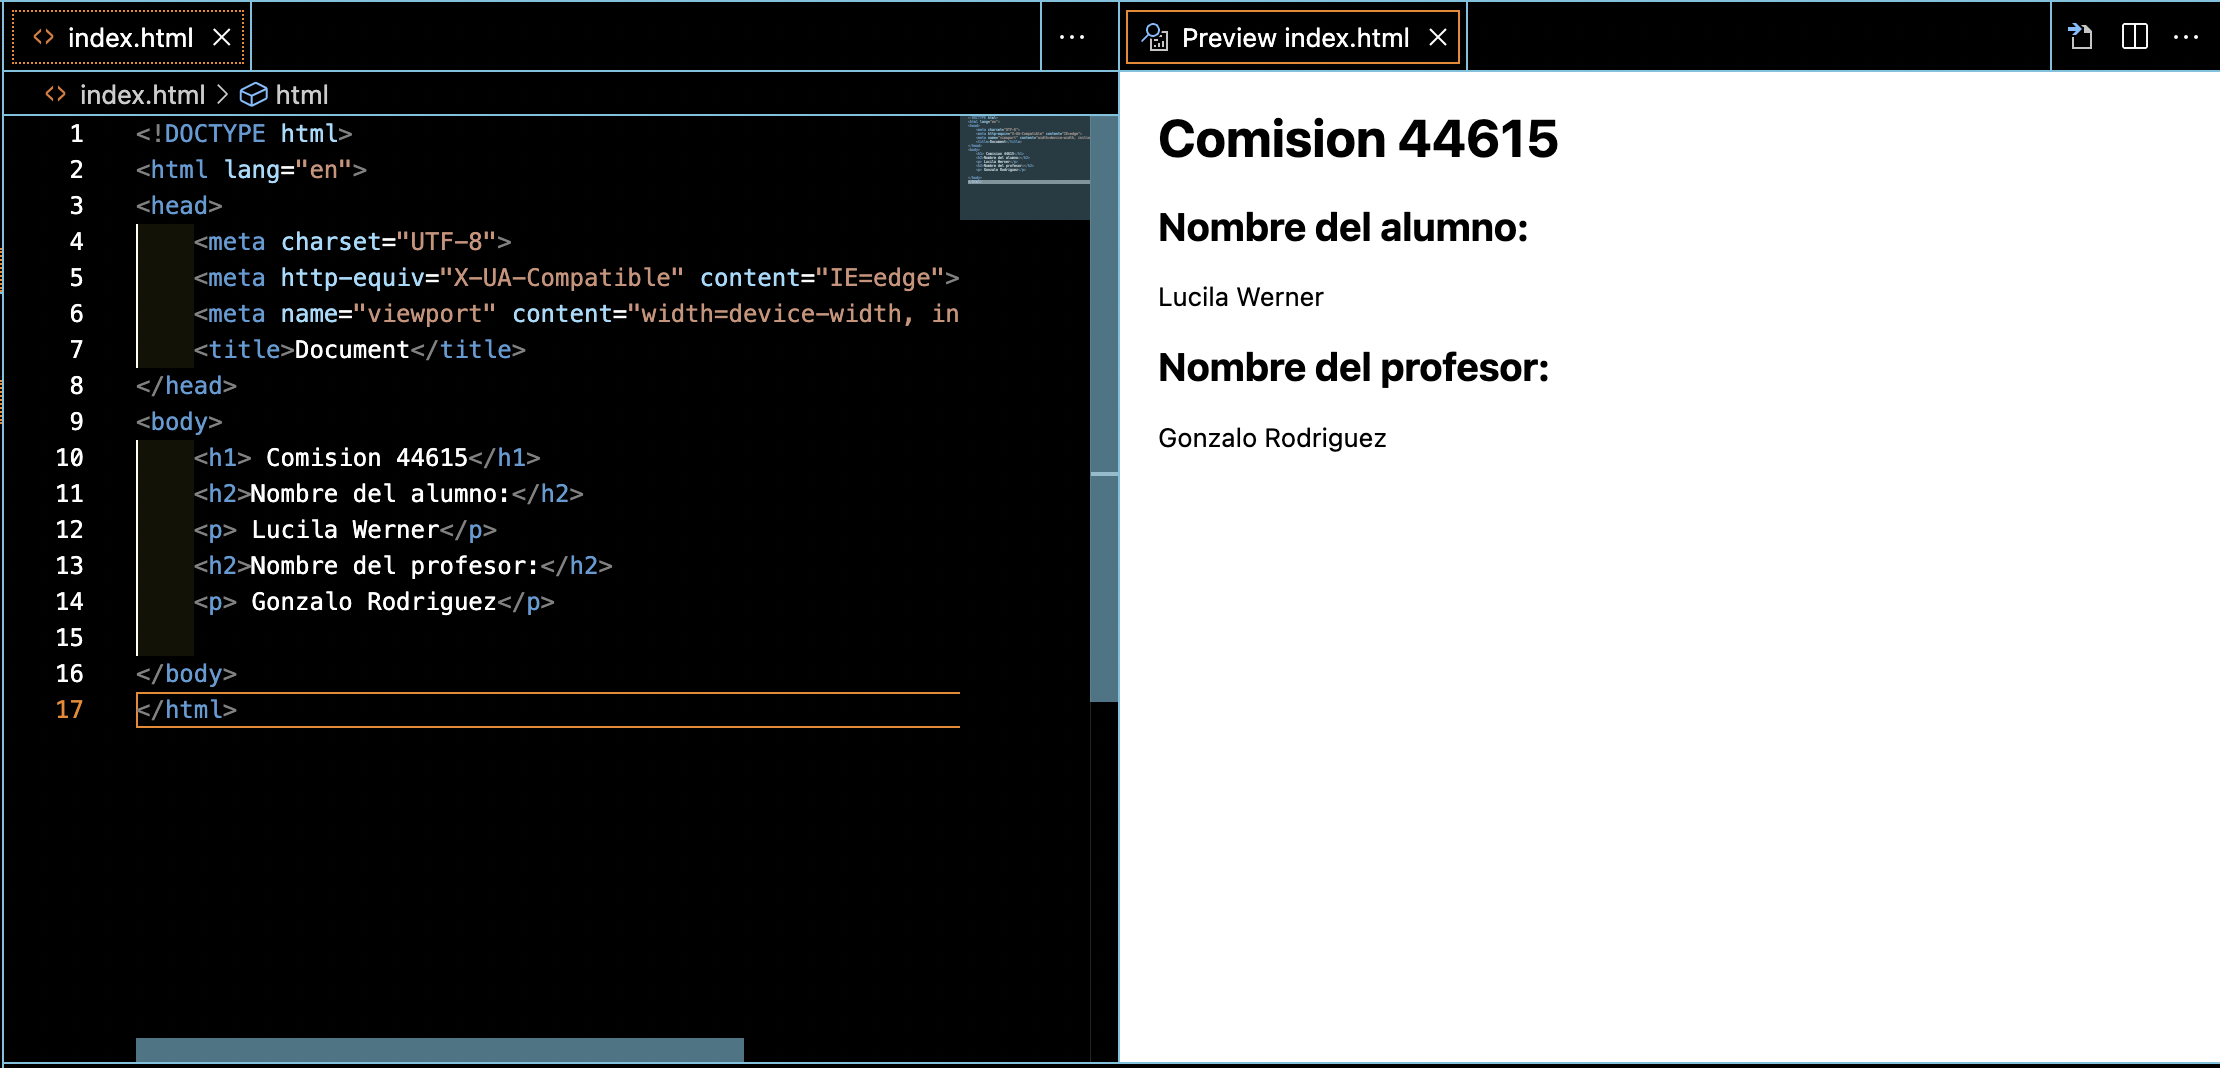 index.html
Preview index.html
index.html > html
1 <!DOCTYPE html>
2 <html lang="en">
3 <head>
4 <meta charset="UTF-8">
5 <meta http-equiv="X-UA-Compatible" content="IE=edge">
6 <meta name="viewport" content="width=device-width, in
7 <title>Document</title>
8 </head>
9 <body>
10 <h1> Comision 44615</h1>
11 <h2>Nombre del alumno:</h2>
12 <p> Lucila Werner</p>
13 <h2>Nombre del profesor:</h2>
14 <p> Gonzalo Rodriguez</p>
15
16 </body>
17 </html>
Comision 44615
Nombre del alumno:
Lucila Werner
Nombre del profesor:
Gonzalo Rodriguez